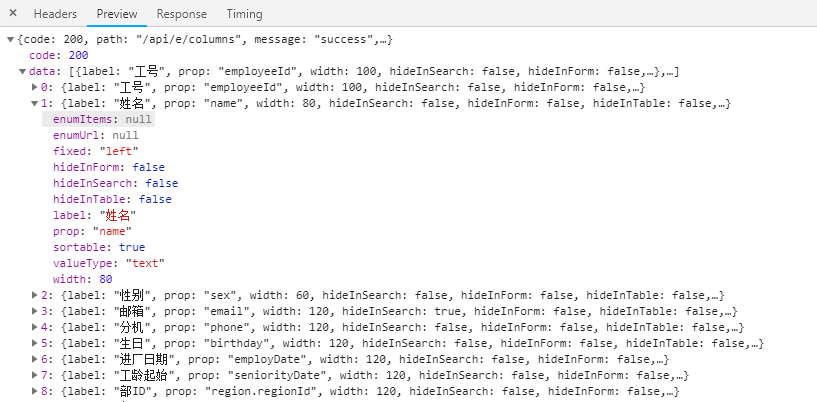 × Headers Preview Response Timing
▼{code: 200, path: "/api/e/columns", message: "success",…}
code: 200
▼data: [{label: "工号", prop: "employeeId", width: 100, hideInSearch: false, hideInForm: false,…},…]
▶0: {label: "工号", prop: "employeeId", width: 100, hideInSearch: false, hideInForm: false,…}
▼1: {label: "姓名", prop: "name", width: 80, hideInSearch: false, hideInForm: false, hideInTable: false,…}
enumItems: null
enumUrl: null
fixed: "left"
hideInForm: false
hideInSearch: false
hideInTable: false
label: "姓名"
prop: "name"
sortable: true
valueType: "text"
width: 80
▶2: {label: "性别", prop: "sex", width: 60, hideInSearch: false, hideInForm: false, hideInTable: false,…}
▶3: {label: "邮箱", prop: "email", width: 120, hideInSearch: true, hideInForm: false, hideInTable: false,…}
▶4: {label: "分机", prop: "phone", width: 120, hideInSearch: false, hideInForm: false, hideInTable: false,…}
▶5: {label: "生日", prop: "birthday", width: 120, hideInSearch: false, hideInForm: false, hideInTable: false,…}
▶6: {label: "进厂日期", prop: "employDate", width: 120, hideInSearch: false, hideInForm: false,…}
▶7: {label: "工龄起始", prop: "seniorityDate", width: 120, hideInSearch: false, hideInForm: false,…}
▶8: {label: "部ID", prop: "region.regionId", width: 120, hideInSearch: false, hideInForm: false,…}